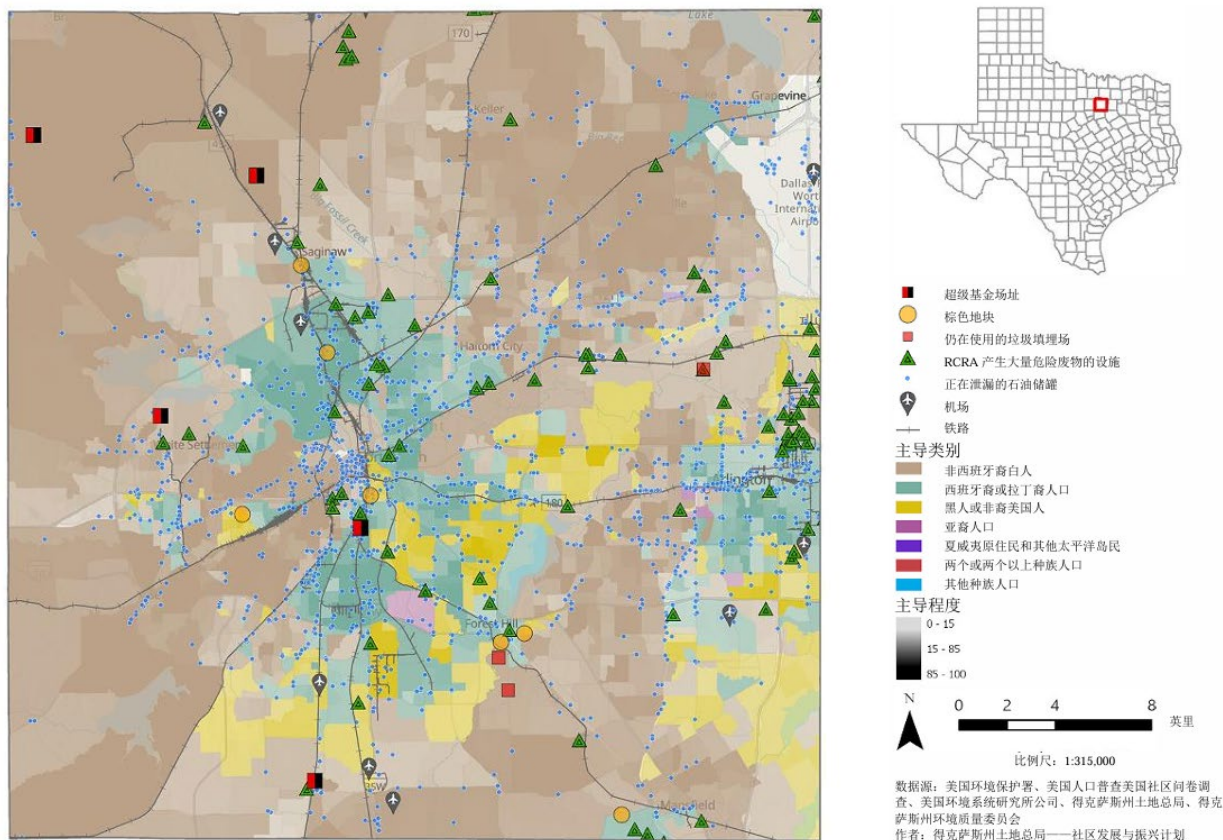 Lake
170
Keller
Grapevine
Big Fossil Creek
Saginaw
Haltom City
180
Forest Hill
Mansfield
超级基金场址
棕色地块
仍在使用的垃圾填埋场
RCRA 产生大量危险废物的设施
正在泄漏的石油储罐
机场
铁路
主导类别
非西班牙裔白人
西班牙裔或拉丁裔人口
黑人或非裔美国人
亚裔人口
夏威夷原住民和其他太平洋岛民
两个或两个以上种族人口
其他种族人口
主导程度
0 - 15
15 - 85
85 - 100
N
0 2 4 8
英里
比例尺：1:315,000
数据源：美国环境保护署、美国人口普查美国社区问卷调
查、美国环境系统研究所公司、得克萨斯州土地总局、得克
萨斯州环境质量委员会
作者：得克萨斯州土地总局——社区发展与振兴计划